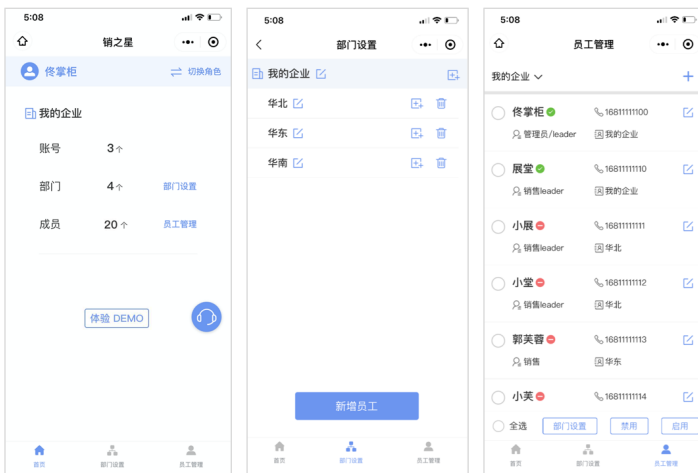 5:08
销之星
佟掌柜
切换角色
我的企业
账号 3个
部门 4个 部门设置
成员 20个 员工管理
体验 DEMO
首页 部门设置 员工管理
5:08
部门设置
我的企业
华北
华东
华南
新增员工
首页 部门设置 员工管理
5:08
员工管理
我的企业
佟掌柜 16811111100
管理员/leader 我的企业
展堂 16811111110
销售leader 我的企业
小展 16811111111
销售leader 华北
小堂 16811111112
销售leader 华北
郭芙蓉 16811111113
销售 华东
小芙 16811111114
全选 部门设置 禁用 启用
首页 部门设置 员工管理